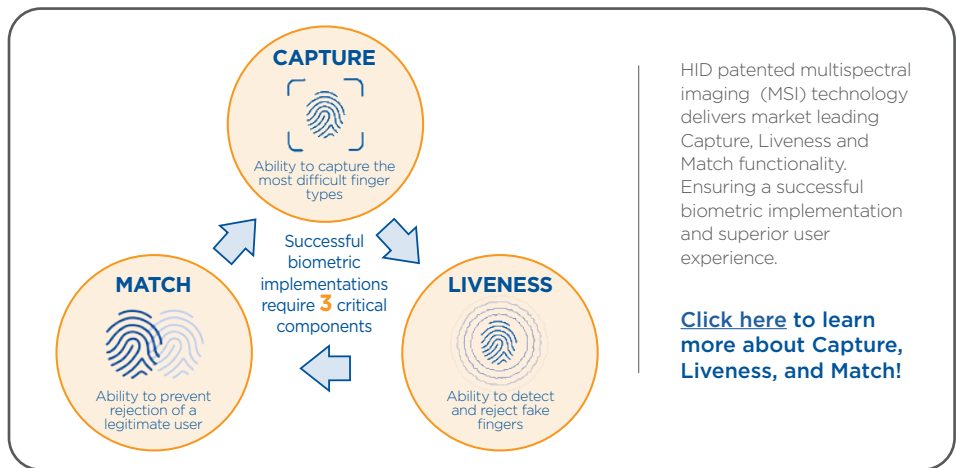 CAPTURE
Ability to capture the
most difficult finger
types
Successful
biometric
implementations
require 3 critical
components
MATCH
Ability to prevent
rejection of a
legitimate user
LIVENESS
Ability to detect
and reject fake
fingers
HID patented multispectral
imaging (MSI) technology
delivers market leading
Capture, Liveness and
Match functionality.
Ensuring a successful
biometric implementation
and superior user
experience.
Click here to learn
more about Capture,
Liveness, and Match!